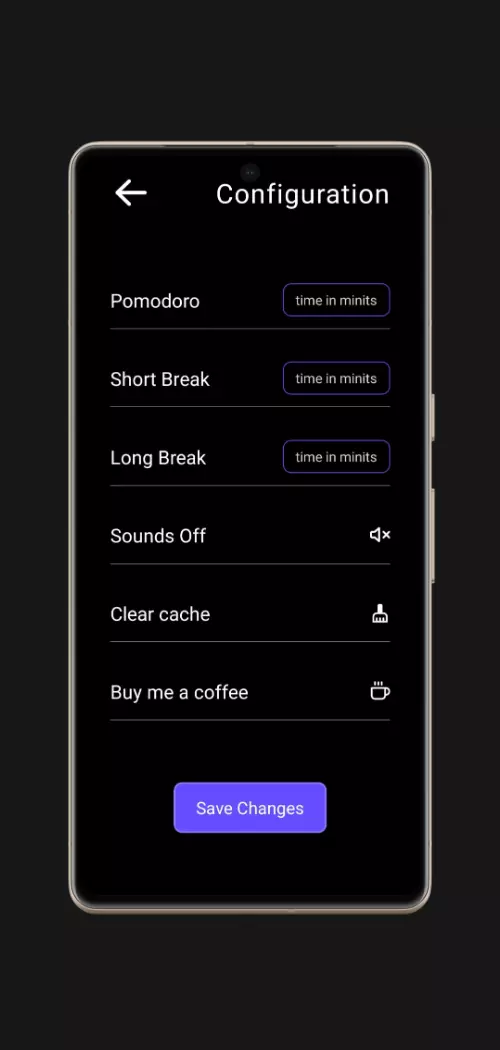 Configuration
Pomodoro time in minits
Short Break time in minits
Long Break time in minits
Sounds Off
Clear cache
Buy me a coffee
Save Changes